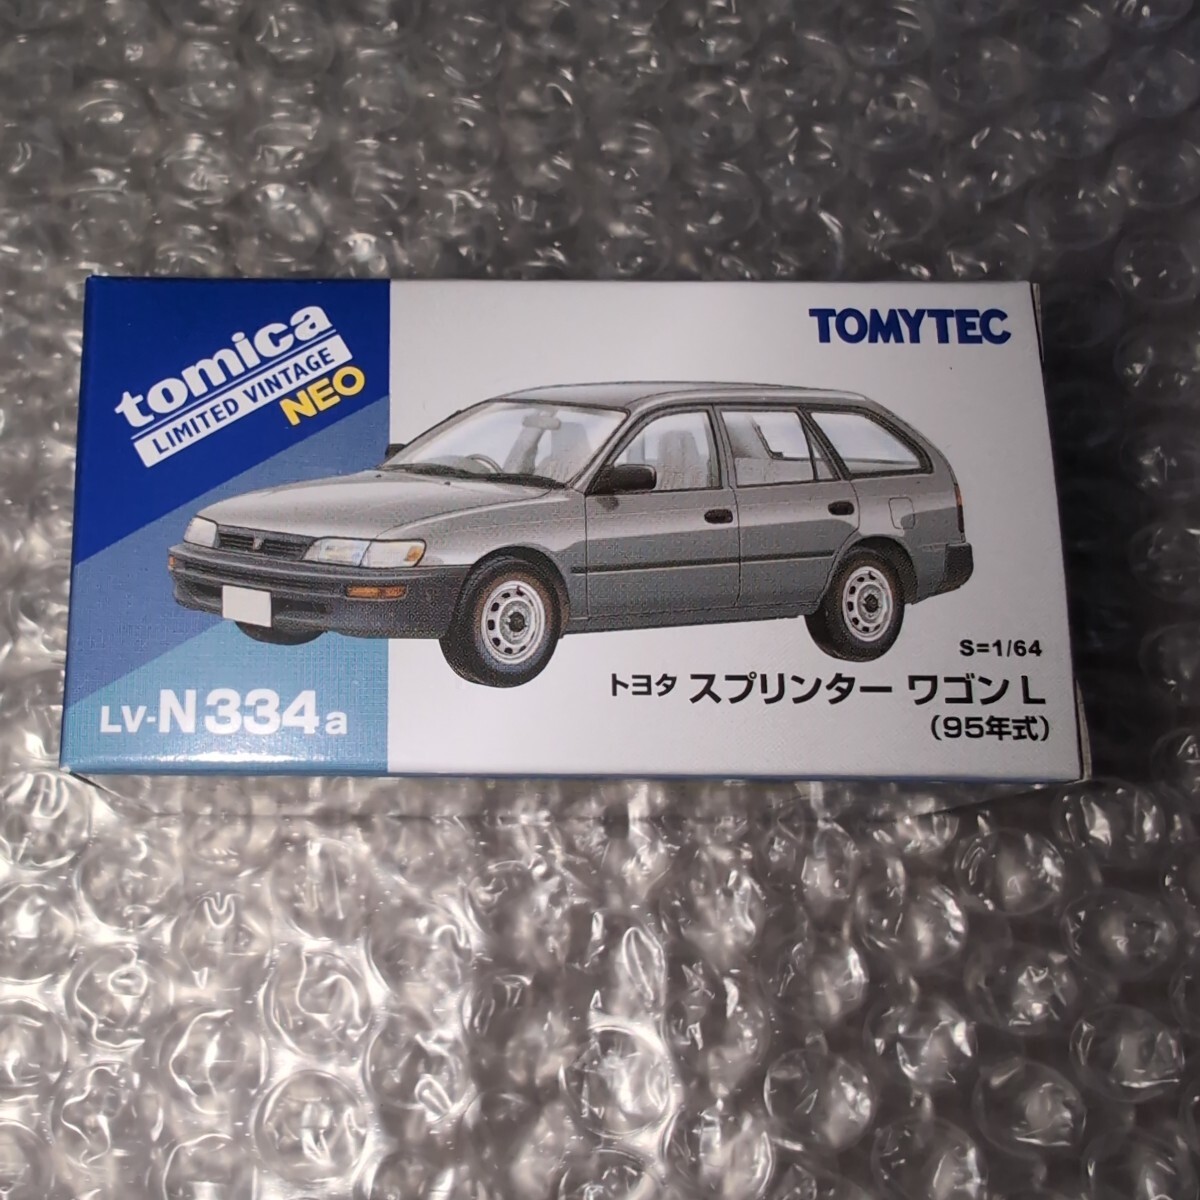 tomica
LIMITED VINTAGE
NEO
TOMYTEC
S=1/64
トヨタ スプリンター ワゴン L
(95年式)
LV-N334a